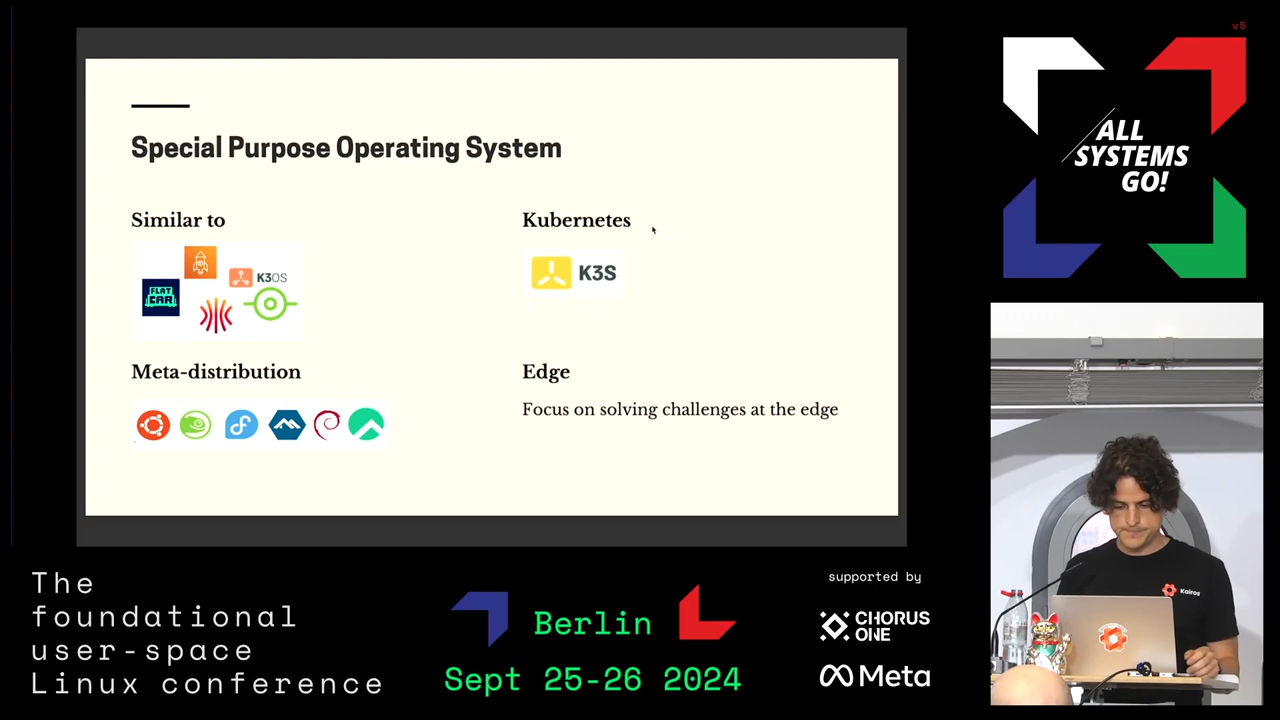 v5
Special Purpose Operating System
Similar to
FLAT
CAR
K3OS
Kubernetes
K3S
Meta-distribution
Edge
Focus on solving challenges at the edge
ALL
SYSTEMS
GO!
Kairos
The
foundational
user-space
Linux conference
Berlin
Sept 25-26 2024
supported by
CHORUS
ONE
Meta